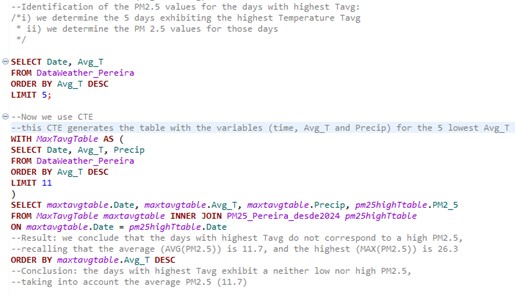 --Identification of the PM2.5 values for the days with highest Tavg:
/*i) we determine the 5 days exhibiting the highest Temperature Tavg
* ii) we determine the PM 2.5 values for those days
*/
SELECT Date, Avg_T
FROM DataWeather_Pereira
ORDER BY Avg_T DESC
LIMIT 5;
--Now we use CTE
--this CTE generates the table with the variables (time, Avg_T and Precip) for the 5 lowest Avg_T
WITH MaxTavgTable AS (
SELECT Date, Avg_T, Precip
FROM DataWeather_Pereira
ORDER BY Avg_T DESC
LIMIT 11
)
SELECT maxtavgtable.Date, maxtavgtable.Avg_T, maxtavgtable.Precip, pm25highTtable.PM2_5
FROM MaxTavgTable maxtavgtable INNER JOIN PM25_Pereira_desde2024 pm25highTtable
ON maxtavgtable.Date = pm25highTtable.Date
--Result: we conclude that the days with highest Tavg do not correspond to a high PM2.5,
--recalling that the average (AVG(PM2.5)) is 11.7, and the highest (MAX(PM2.5)) is 26.3
ORDER BY maxtavgtable.Avg_T DESC
--Conclusion: the days with highest Tavg exhibit a neither low nor high PM2.5,
--taking into account the average PM2.5 (11.7)